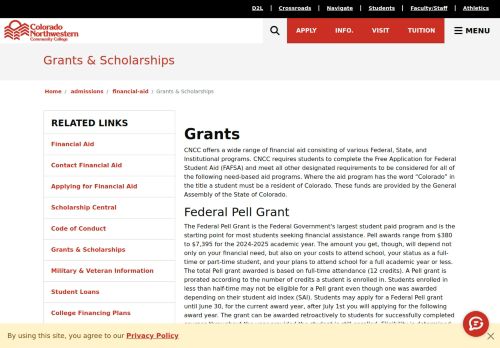 D2L | Crossroads | Navigate | Students | Faculty/Staff | Athletics
Colorado
Northwestern
Community College
APPLY INFO. VISIT TUITION MENU
Grants & Scholarships
Home / admissions / financial-aid / Grants & Scholarships
RELATED LINKS
Financial Aid
Contact Financial Aid
Applying for Financial Aid
Scholarship Central
Code of Conduct
Grants & Scholarships
Military & Veteran Information
Student Loans
College Financing Plans
Grants
CNCC offers a wide range of financial aid consisting of various Federal, State, and
Institutional programs. CNCC requires students to complete the Free Application for Federal
Student Aid (FAFSA) and meet all other designated requirements to be considered for all of
the following need-based aid programs. Where the aid program has the word "Colorado" in
the title a student must be a resident of Colorado. These funds are provided by the General
Assembly of the State of Colorado.
Federal Pell Grant
The Federal Pell Grant is the Federal Government's largest student paid program and is the
starting point for most students seeking financial assistance. Pell awards range from $380
to $7,395 for the 2024-2025 academic year. The amount you get, though, will depend not
only on your financial need, but also on your costs to attend school, your status as a full-
time or part-time student, and your plans to attend school for a full academic year or less.
The total Pell grant awarded is based on full-time attendance (12 credits). A Pell grant is
prorated according to the number of credits a student is enrolled in. Students enrolled in
less than half-time may not be eligible for a Pell grant even though one was awarded
depending on their student aid index (SAI). Students may apply for a Federal Pell grant
until June 30, for the current award year, after July 1st you will applying for the following
award year. The grant can be awarded retroactively to students for successfully completed
By using this site, you agree to our Privacy Policy
×